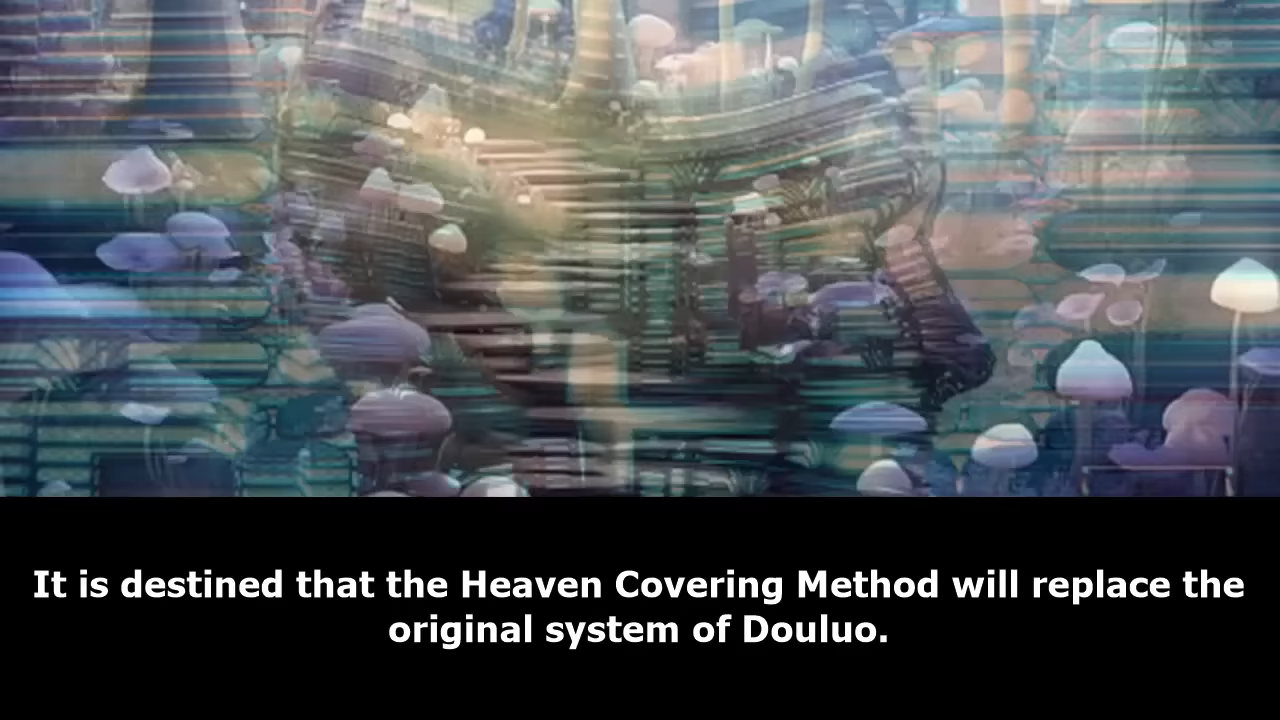 It is destined that the Heaven Covering Method will replace the
original system of Douluo.